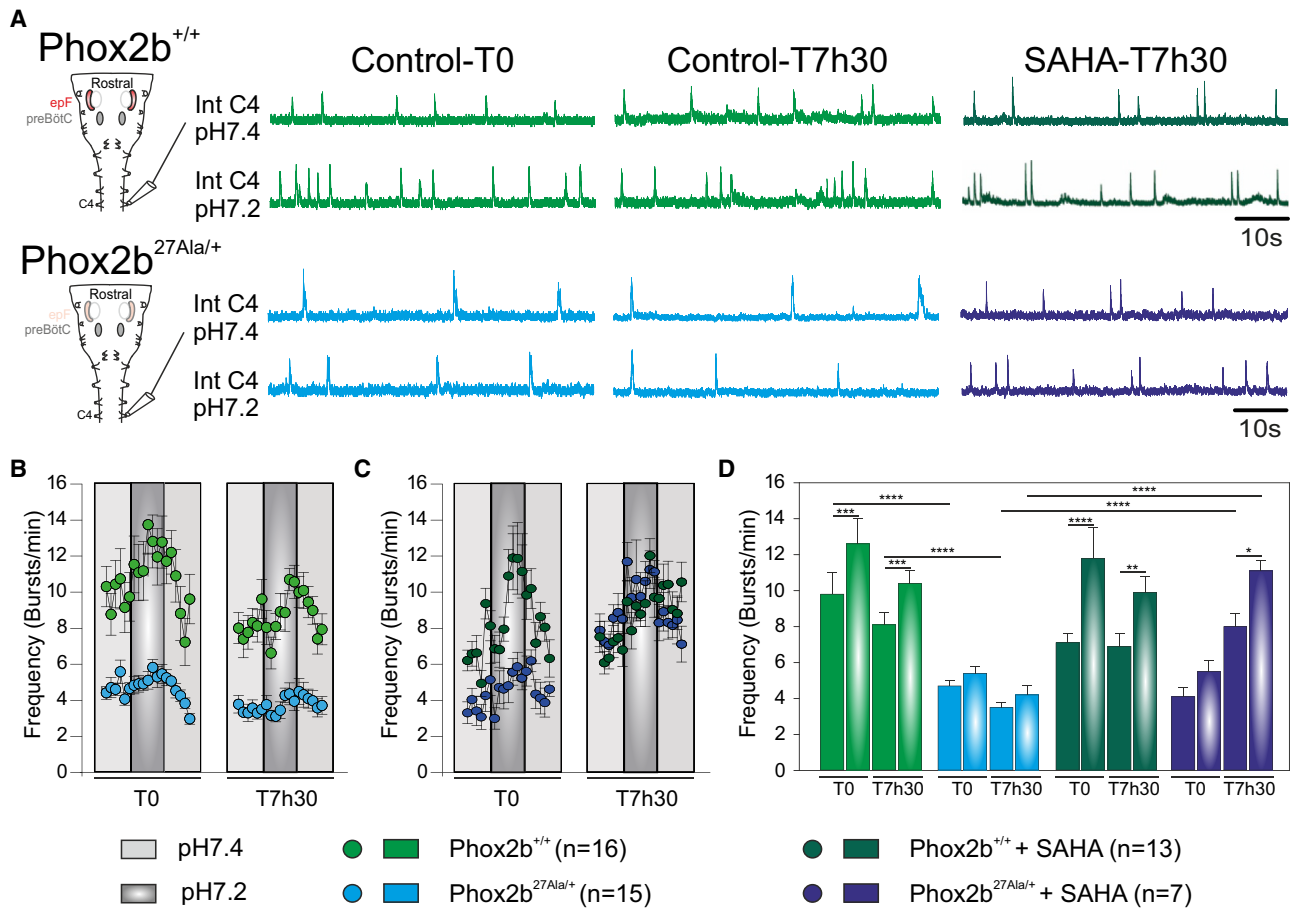 A
Phox2b+/+
Control-T0
Control-T7h30
SAHA-T7h30
Rostral
epF
preBötC
C4
Int C4
pH7.4
Int C4
pH7.2
10s
Phox2b27Ala/+
Rostral
epF
preBötC
C4
Int C4
pH7.4
Int C4
pH7.2
10s
B
Frequency (Bursts/min)
16
14
12
10
8
6
4
2
0
T0
T7h30
C
Frequency (Bursts/min)
16
14
12
10
8
6
4
2
0
T0
T7h30
D
Frequency (Bursts/min)
16
14
12
10
8
6
4
2
0
***
****
***
****
****
**
****
****
*
T0
T7h30
T0
T7h30
T0
T7h30
T0
T7h30
pH7.4
Phox2b+/+ (n=16)
Phox2b+/+ + SAHA (n=13)
pH7.2
Phox2b27Ala/+ (n=15)
Phox2b27Ala/+ + SAHA (n=7)